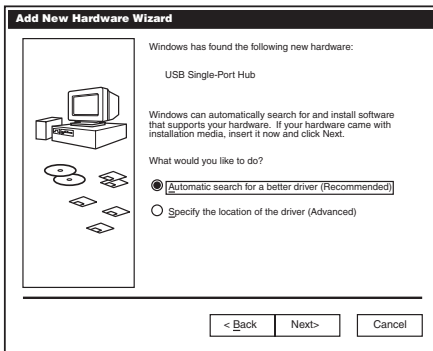 Add New Hardware Wizard
Windows has found the following new hardware:
USB Single-Port Hub
Windows can automatically search for and install software
that supports your hardware. If your hardware came with
installation media, insert it now and click Next.
What would you like to do?
Automatic search for a better driver (Recommended)
Specify the location of the driver (Advanced)
< Back Next> Cancel